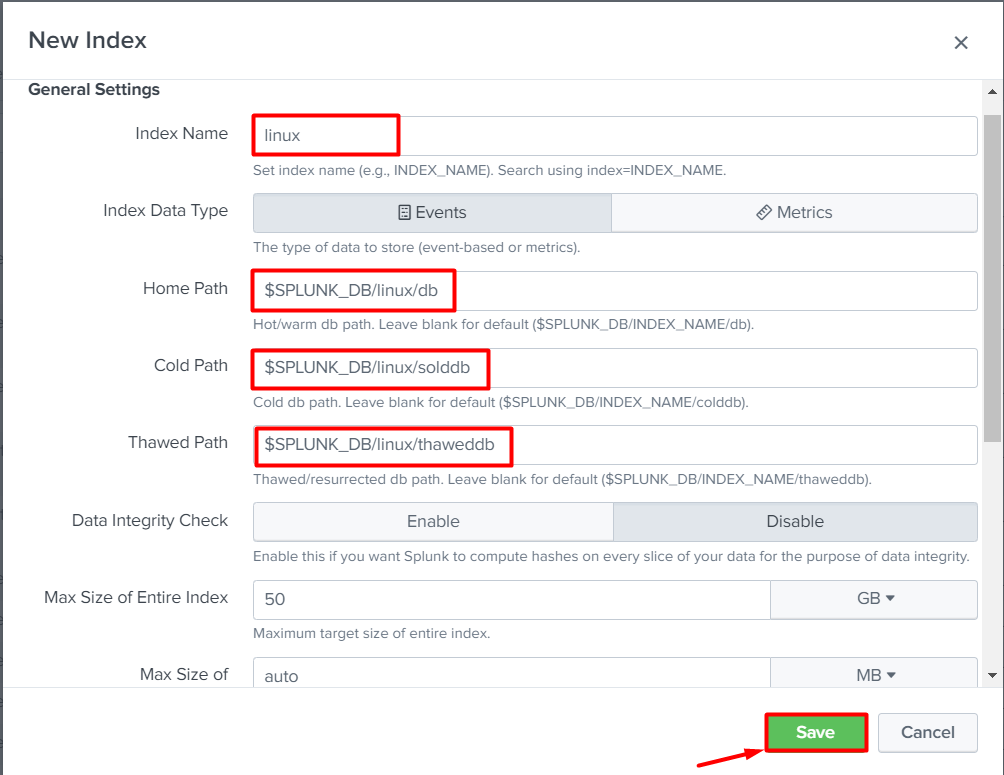 New Index
General Settings
Index Name
linux
Set index name (e.g., INDEX_NAME). Search using index=INDEX_NAME.
Index Data Type
Events
Metrics
The type of data to store (event-based or metrics).
Home Path
$SPLUNK_DB/linux/db
Hot/warm db path. Leave blank for default ($SPLUNK_DB/INDEX_NAME/db).
Cold Path
$SPLUNK_DB/linux/solddb
Cold db path. Leave blank for default ($SPLUNK_DB/INDEX_NAME/colddb).
Thawed Path
$SPLUNK_DB/linux/thaweddb
Thawed/resurrected db path. Leave blank for default ($SPLUNK_DB/INDEX_NAME/thaweddb).
Data Integrity Check
Enable
Disable
Enable this if you want Splunk to compute hashes on every slice of your data for the purpose of data integrity.
Max Size of Entire Index
50
GB
Maximum target size of entire index.
Max Size of
auto
MB
Save
Cancel